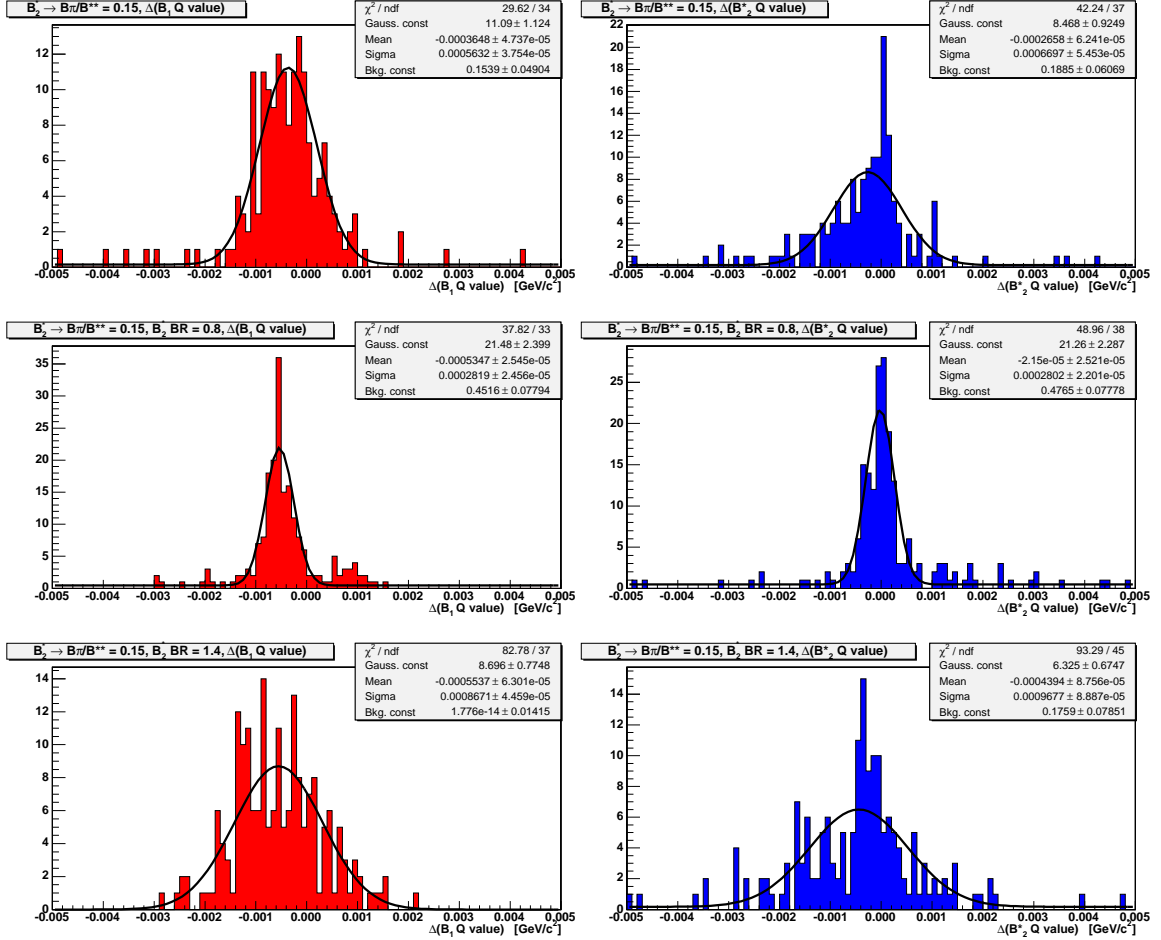 B*2 → Bπ/B** = 0.15, Δ(B1 Q value)
χ² / ndf 29.62 / 34
Gauss. const 11.09 ± 1.124
Mean -0.0003648 ± 4.737e-05
Sigma 0.0005632 ± 3.754e-05
Bkg. const 0.1539 ± 0.04904
12
10
8
6
4
2
0
-0.005 -0.004 -0.003 -0.002 -0.001 0.000 0.001 0.002 0.003 0.004 0.005
Δ(B1 Q value) [GeV/c²]
B*2 → Bπ/B** = 0.15, Δ(B*2 Q value)
χ² / ndf 42.24 / 37
Gauss. const 8.468 ± 0.9249
Mean -0.0002658 ± 6.241e-05
Sigma 0.0006697 ± 5.453e-05
Bkg. const 0.1885 ± 0.06069
22
20
18
16
14
12
10
8
6
4
2
0
-0.005 -0.004 -0.003 -0.002 -0.001 0.000 0.001 0.002 0.003 0.004 0.005
Δ(B*2 Q value) [GeV/c²]
B*2 → Bπ/B** = 0.15, B*2 BR = 0.8, Δ(B1 Q value)
χ² / ndf 37.82 / 33
Gauss. const 21.48 ± 2.399
Mean -0.0005347 ± 2.545e-05
Sigma 0.0002819 ± 2.456e-05
Bkg. const 0.4516 ± 0.07794
35
30
25
20
15
10
5
0
-0.005 -0.004 -0.003 -0.002 -0.001 0.000 0.001 0.002 0.003 0.004 0.005
Δ(B1 Q value) [GeV/c²]
B*2 → Bπ/B** = 0.15, B*2 BR = 0.8, Δ(B*2 Q value)
χ² / ndf 48.96 / 38
Gauss. const 21.26 ± 2.287
Mean -2.15e-05 ± 2.521e-05
Sigma 0.0002802 ± 2.201e-05
Bkg. const 0.4765 ± 0.07778
25
20
15
10
5
0
-0.005 -0.004 -0.003 -0.002 -0.001 0.000 0.001 0.002 0.003 0.004 0.005
Δ(B*2 Q value) [GeV/c²]
B*2 → Bπ/B** = 0.15, B*2 BR = 1.4, Δ(B1 Q value)
χ² / ndf 82.78 / 37
Gauss. const 8.696 ± 0.7748
Mean -0.0005537 ± 6.301e-05
Sigma 0.0008671 ± 4.459e-05
Bkg. const 1.776e-14 ± 0.01415
14
12
10
8
6
4
2
0
-0.005 -0.004 -0.003 -0.002 -0.001 0.000 0.001 0.002 0.003 0.004 0.005
Δ(B1 Q value) [GeV/c²]
B*2 → Bπ/B** = 0.15, B*2 BR = 1.4, Δ(B*2 Q value)
χ² / ndf 93.29 / 45
Gauss. const 6.325 ± 0.6747
Mean -0.0004394 ± 8.756e-05
Sigma 0.0009677 ± 8.887e-05
Bkg. const 0.1759 ± 0.07851
14
12
10
8
6
4
2
0
-0.005 -0.004 -0.003 -0.002 -0.001 0.000 0.001 0.002 0.003 0.004 0.005
Δ(B*2 Q value) [GeV/c²]